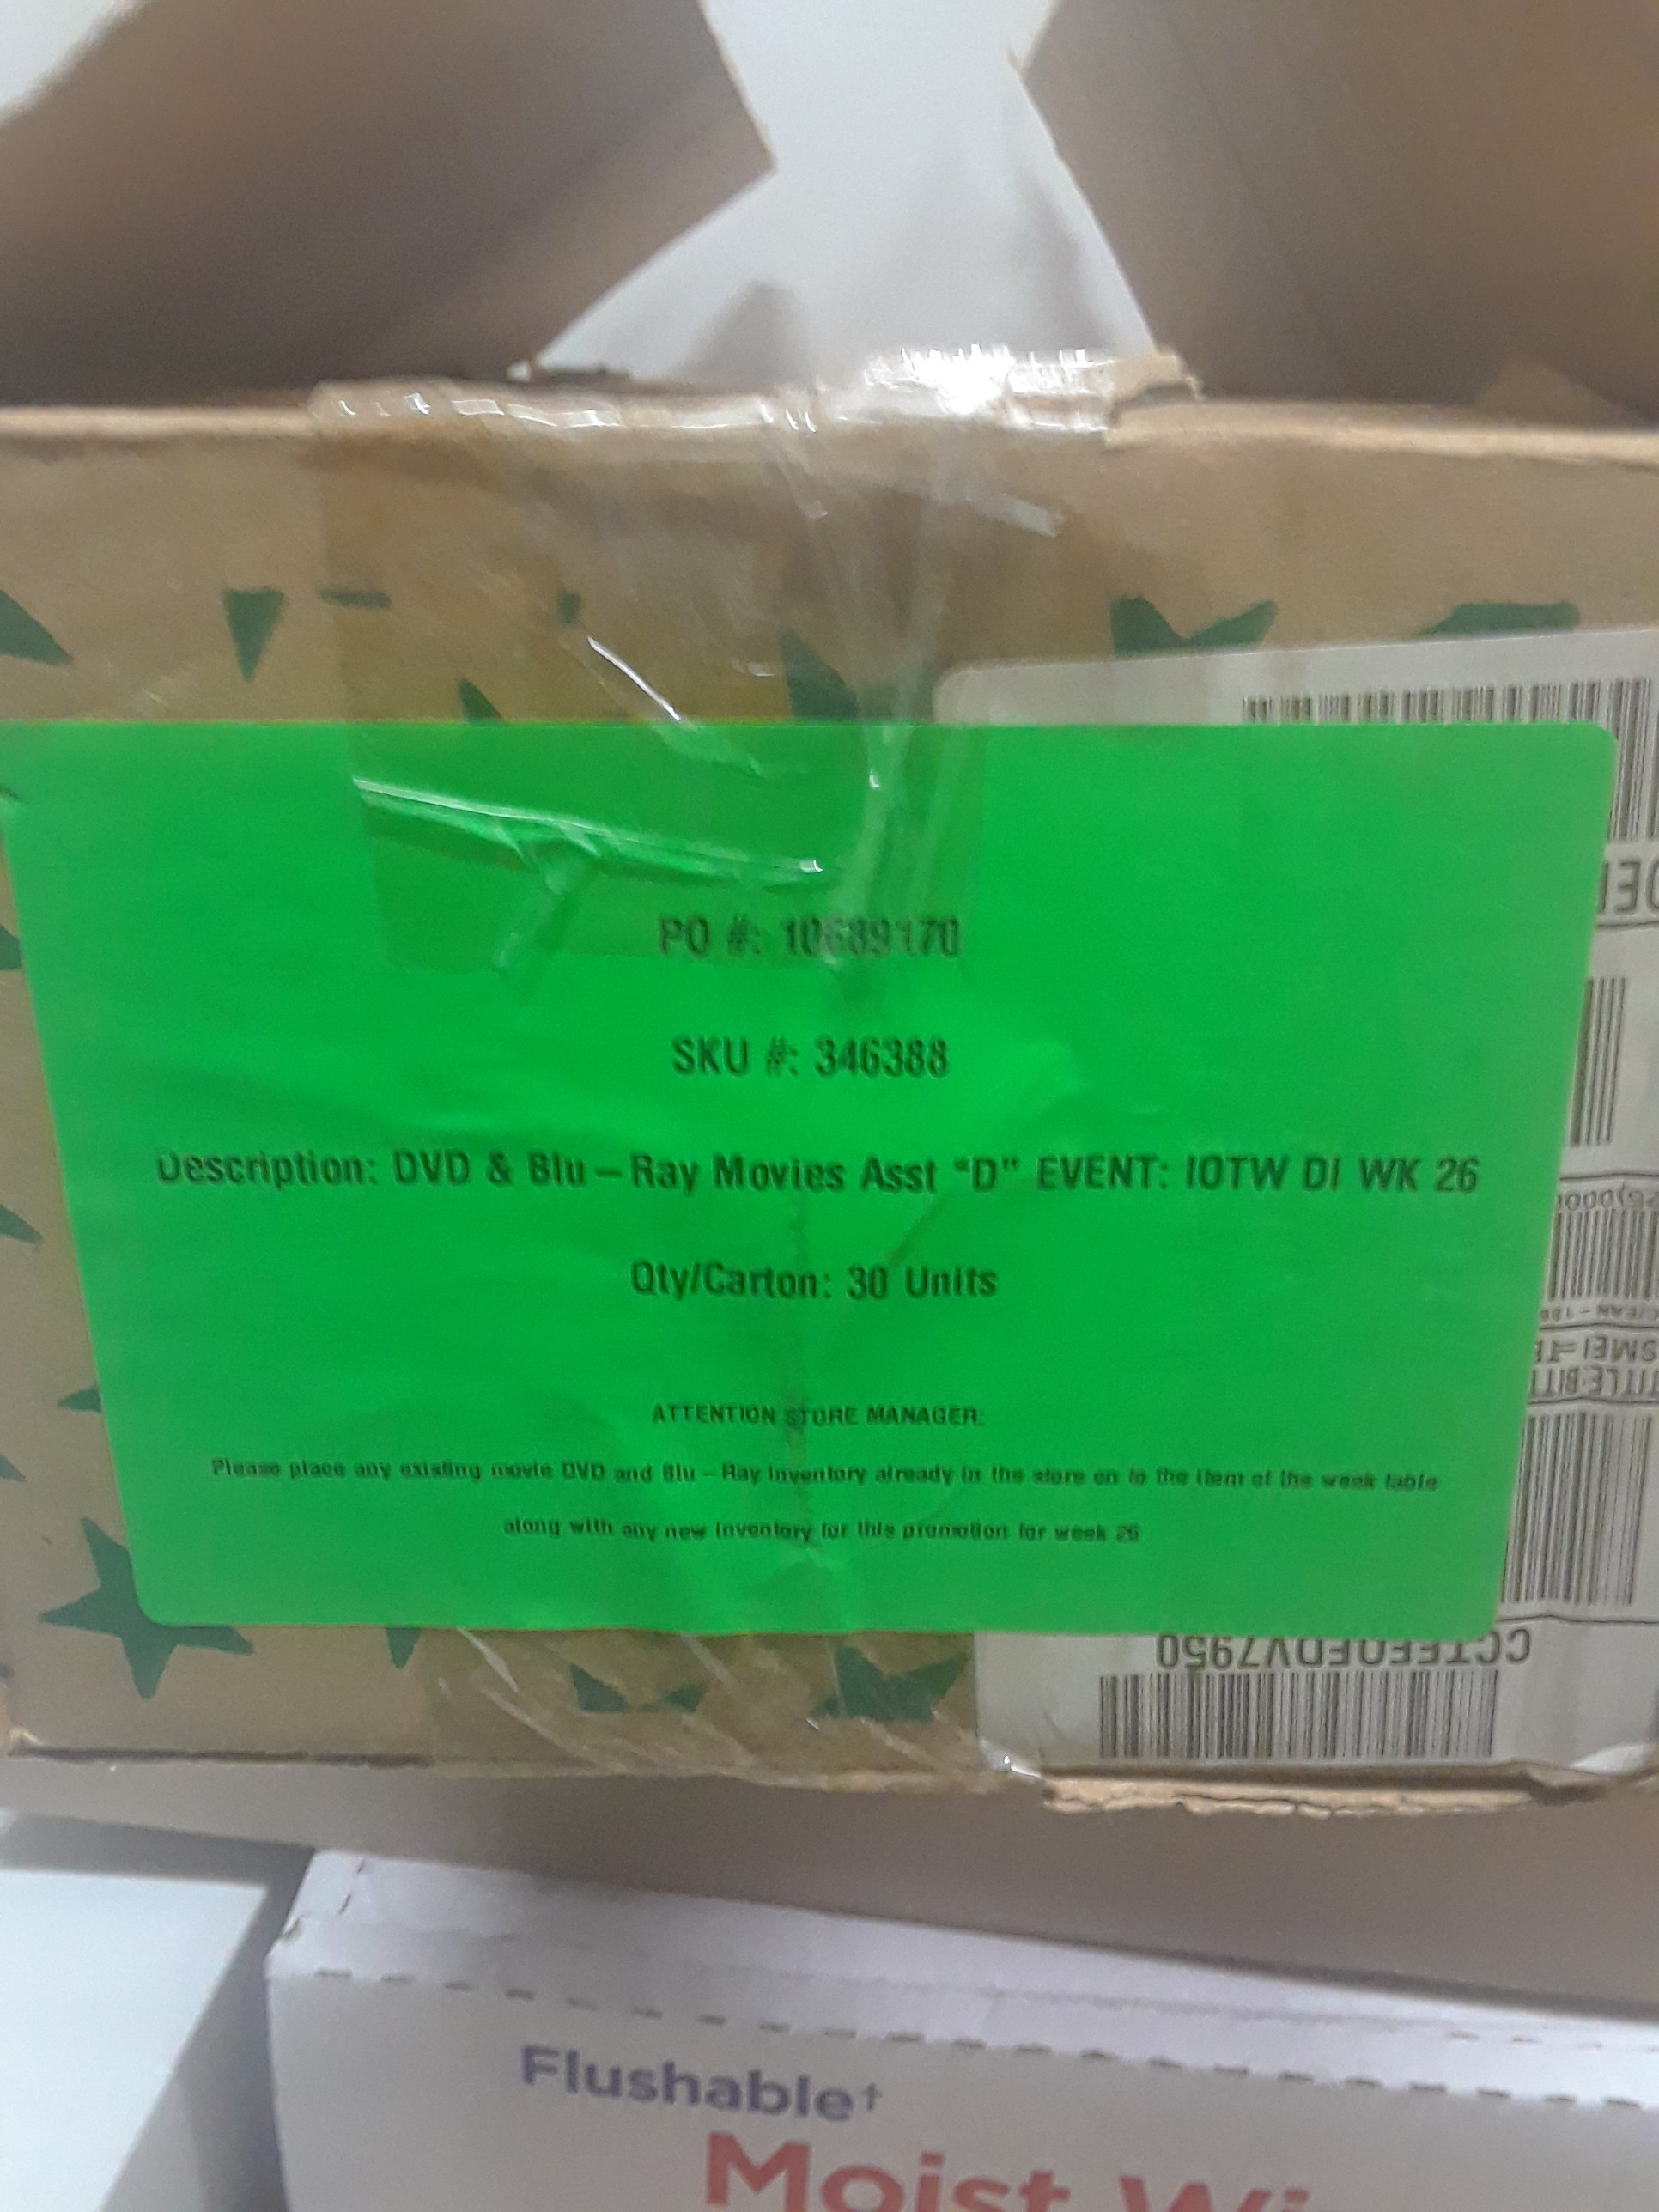 PO #: 10689170
SKU #: 346388
Description: DVD & Blu – Ray Movies Asst "D" EVENT: IOTW DI WK 26
Qty/Carton: 30 Units
ATTENTION STORE MANAGER:
Please place any existing movie DVD and Blu – Ray inventory already in the store on to the item of the week table
along with any new inventory for this promotion for week 26
Flushable†
Moist